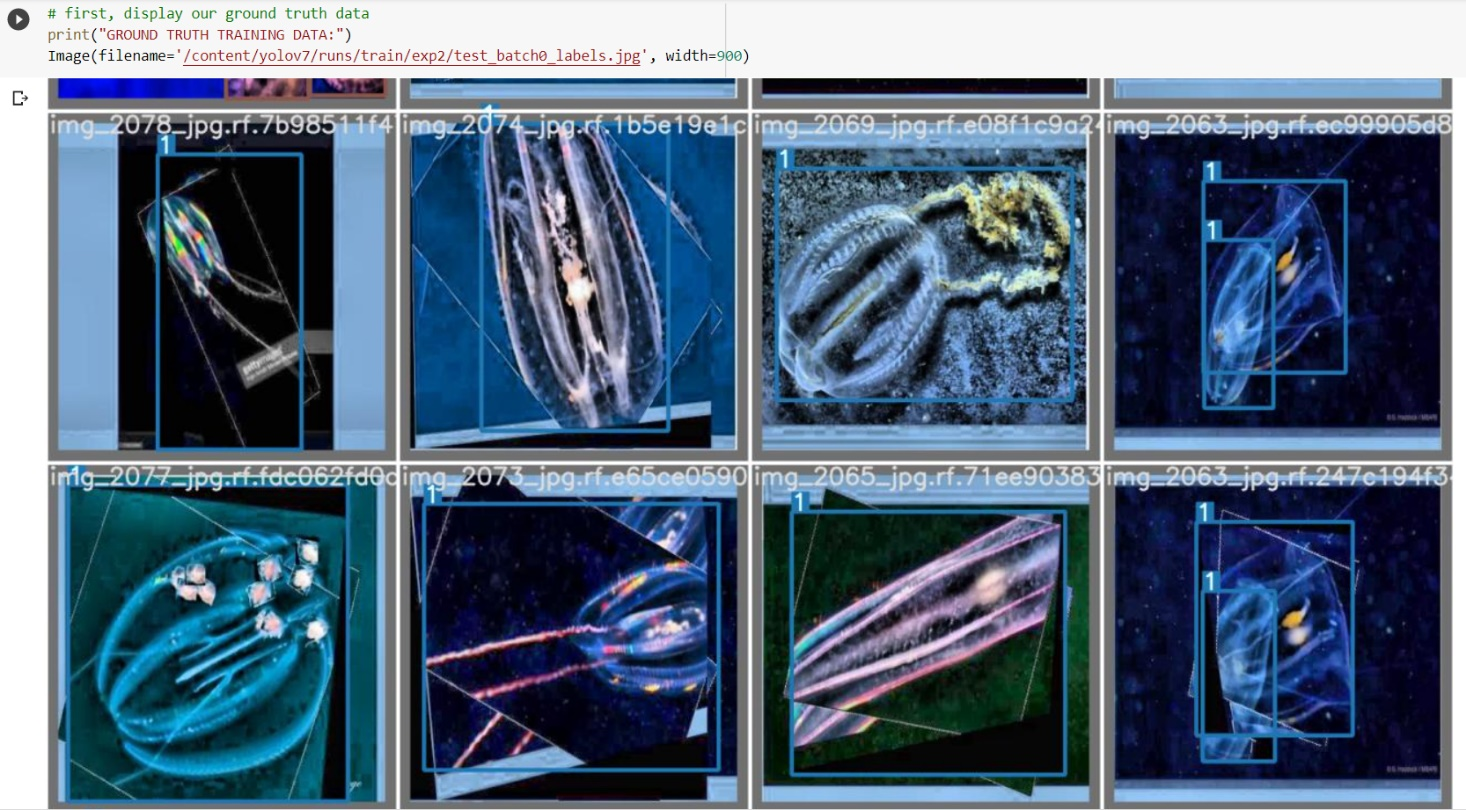 # first, display our ground truth data
print("GROUND TRUTH TRAINING DATA:")
Image(filename='/content/yolov7/runs/train/exp2/test_batch0_labels.jpg', width=900)
img_2078_jpg.rf.7b98511f4
img_2074_jpg.rf.1b5e19e1c
img_2069_jpg.rf.e08f1c9a24
img_2063_jpg.rf.ec99905d8
1
1
1
1
1
img_2077_jpg.rf.fdc062fd0c
img_2073_jpg.rf.e65ce0590
img_2065_jpg.rf.71ee90383
img_2063_jpg.rf.247c194f34
1
1
1
1
1